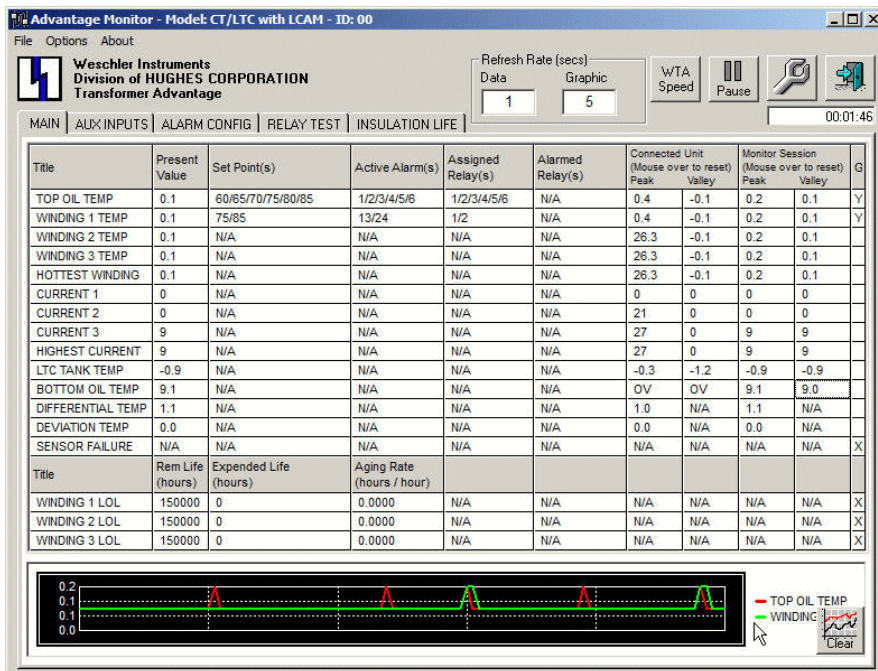 Advantage Monitor - Model: CT/LTC with LCAM - ID: 00
File Options About
Weschler Instruments
Division of HUGHES CORPORATION
Transformer Advantage
Refresh Rate (secs)
Data Graphic
1 5
WTA Speed
Pause
00:01:46
MAIN AUX INPUTS ALARM CONFIG RELAY TEST INSULATION LIFE
Title Present Value Set Point(s) Active Alarm(s) Assigned Relay(s) Alarmed Relay(s) Connected Unit (Mouse over to reset) Peak Valley Monitor Session (Mouse over to reset) Peak Valley G
TOP OIL TEMP 0.1 60/65/70/75/80/85 1/2/3/4/5/6 1/2/3/4/5/6 N/A 0.4 -0.1 0.2 0.1 Y
WINDING 1 TEMP 0.1 75/85 13/24 1/2 N/A 0.4 -0.1 0.2 0.1 Y
WINDING 2 TEMP 0.1 N/A N/A N/A N/A 26.3 -0.1 0.2 0.1
WINDING 3 TEMP 0.1 N/A N/A N/A N/A 26.3 -0.1 0.2 0.1
HOTTEST WINDING 0.1 N/A N/A N/A N/A 26.3 -0.1 0.2 0.1
CURRENT 1 0 N/A N/A N/A N/A 0 0 0 0
CURRENT 2 0 N/A N/A N/A N/A 21 0 0 0
CURRENT 3 9 N/A N/A N/A N/A 27 0 9 9
HIGHEST CURRENT 9 N/A N/A N/A N/A 27 0 9 9
LTC TANK TEMP -0.9 N/A N/A N/A N/A -0.3 -1.2 -0.9 -0.9
BOTTOM OIL TEMP 9.1 N/A N/A N/A N/A OV OV 9.1 9.0
DIFFERENTIAL TEMP 1.1 N/A N/A N/A N/A 1.0 N/A 1.1 N/A
DEVIATION TEMP 0.0 N/A N/A N/A N/A 0.0 N/A 0.0 N/A
SENSOR FAILURE N/A N/A N/A N/A N/A N/A N/A N/A N/A X
Title Rem Life (hours) Expended Life (hours) Aging Rate (hours / hour)
WINDING 1 LOL 150000 0 0.0000 N/A N/A N/A N/A N/A N/A X
WINDING 2 LOL 150000 0 0.0000 N/A N/A N/A N/A N/A N/A X
WINDING 3 LOL 150000 0 0.0000 N/A N/A N/A N/A N/A N/A X
0.2
0.1
0.1
0.0
TOP OIL TEMP
WINDING
Clear